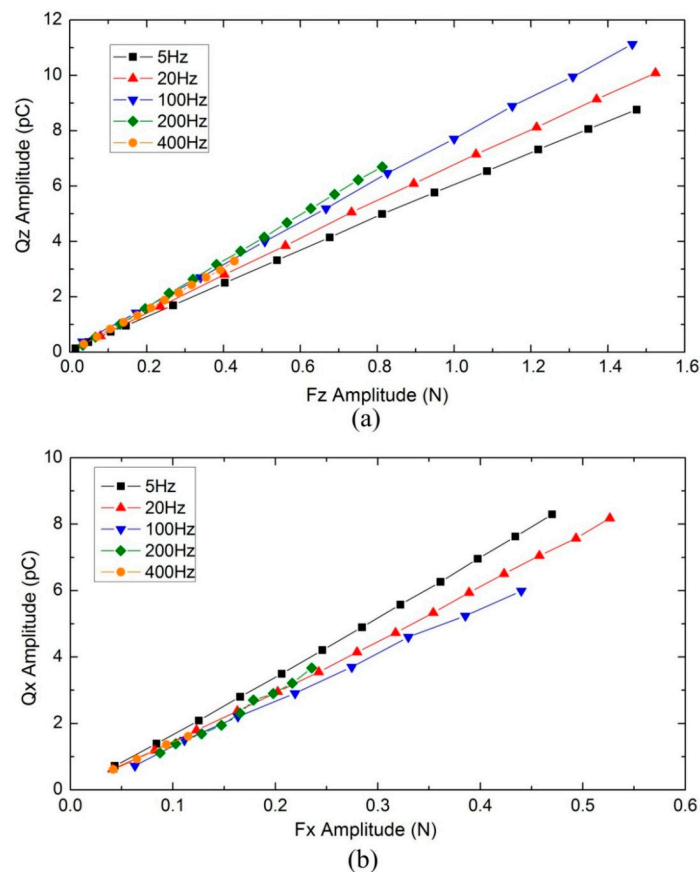 12
10
8
6
4
2
0
Qz Amplitude (pC)
5Hz
20Hz
100Hz
200Hz
400Hz
0.0 0.2 0.4 0.6 0.8 1.0 1.2 1.4 1.6
Fz Amplitude (N)
(a)
10
8
6
4
2
0
Qx Amplitude (pC)
5Hz
20Hz
100Hz
200Hz
400Hz
0.0 0.1 0.2 0.3 0.4 0.5 0.6
Fx Amplitude (N)
(b)